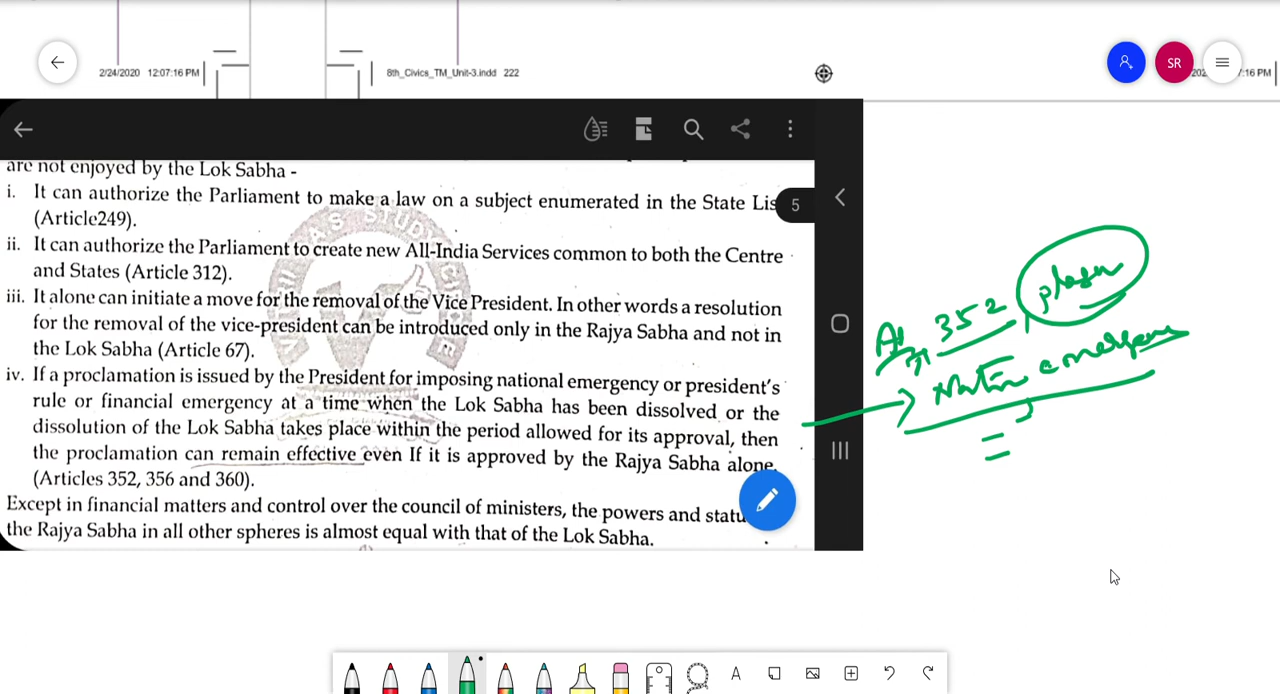 2/24/2020 12:07:16 PM
8th_Civics_TM_Unit-3.indd 222
SR
:16 PM
are not enjoyed by the Lok Sabha -
i. It can authorize the Parliament to make a law on a subject enumerated in the State Lis
5
(Article249).
ii. It can authorize the Parliament to create new All-India Services common to both the Centre
and States (Article 312).
iii. It alone can initiate a move for the removal of the Vice President. In other words a resolution
for the removal of the vice-president can be introduced only in the Rajya Sabha and not in
the Lok Sabha (Article 67).
iv. If a proclamation is issued by the President for imposing national emergency or president's
rule or financial emergency at a time when the Lok Sabha has been dissolved or the
dissolution of the Lok Sabha takes place within the period allowed for its approval, then
the proclamation can remain effective even If it is approved by the Rajya Sabha alone.
(Articles 352, 356 and 360).
Except in financial matters and control over the council of ministers, the powers and statu
the Rajya Sabha in all other spheres is almost equal with that of the Lok Sabha.
352
A